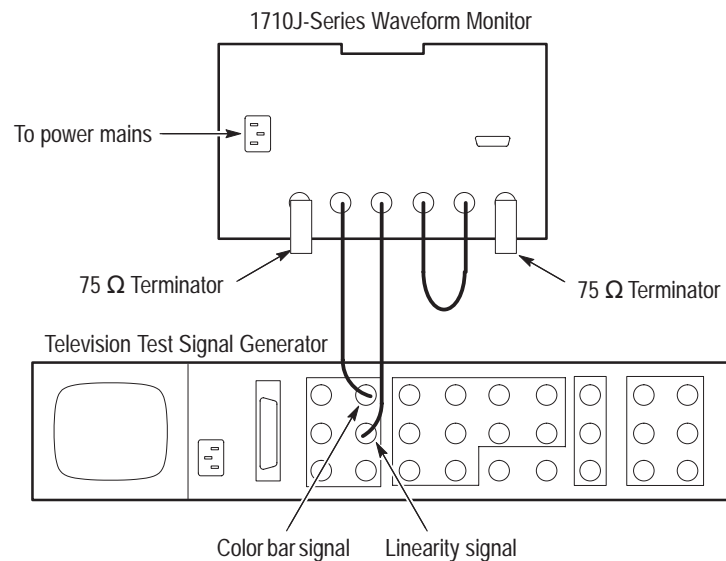 1710J-Series Waveform Monitor
To power mains
75 Ω Terminator
75 Ω Terminator
Television Test Signal Generator
Color bar signal
Linearity signal